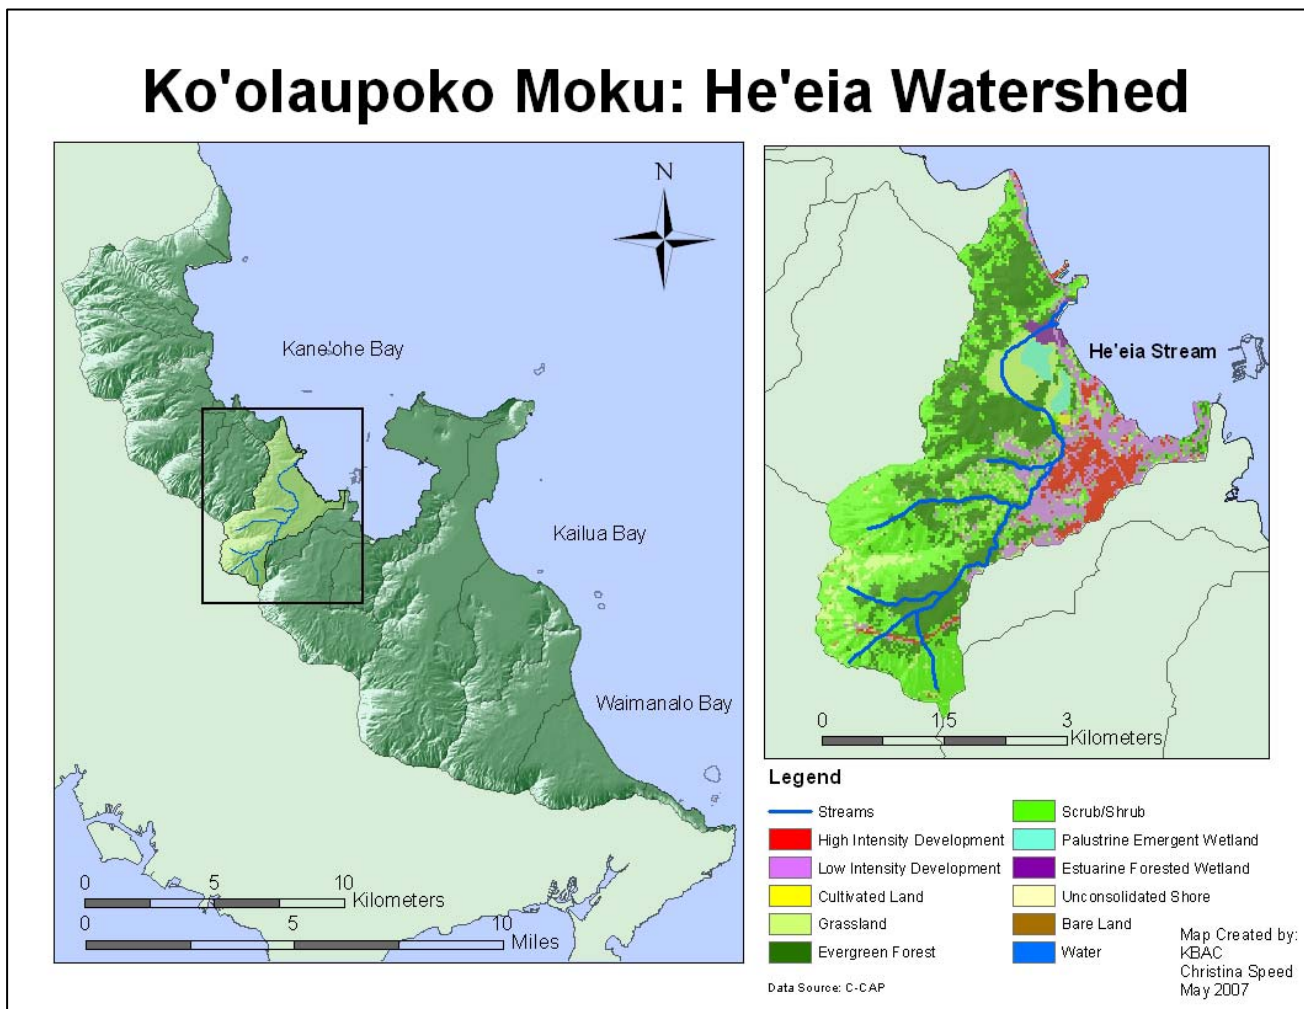 Ko'olaupoko Moku: He'eia Watershed
N
Kane'ohe Bay
Kailua Bay
Waimanalo Bay
0 5 10
Kilometers
0 5 10
Miles
He'eia Stream
0 1.5 3
Kilometers
Legend
Streams
High Intensity Development
Low Intensity Development
Cultivated Land
Grassland
Evergreen Forest
Scrub/Shrub
Palustrine Emergent Wetland
Estuarine Forested Wetland
Unconsolidated Shore
Bare Land
Water
Data Source: C-CAP
Map Created by:
KBAC
Christina Speed
May 2007